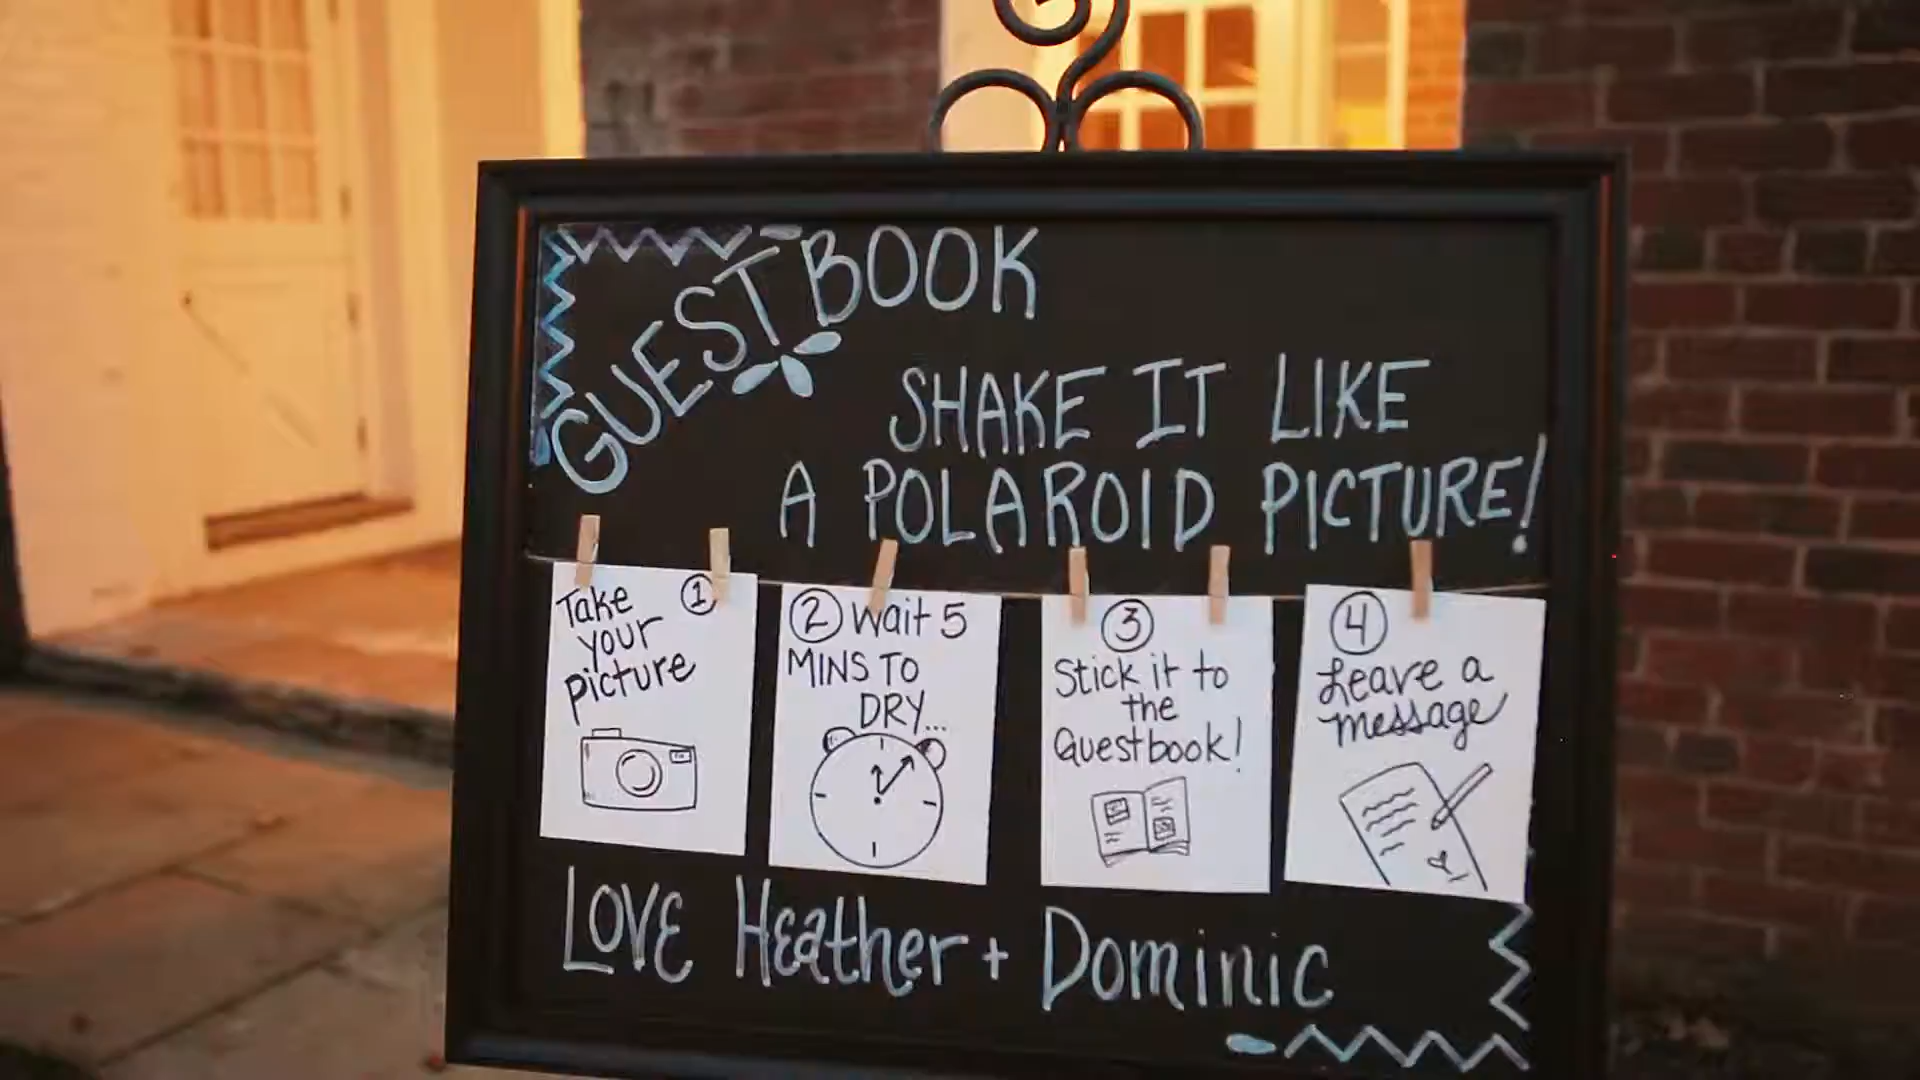 GUEST BOOK
SHAKE IT LIKE
A POLAROID PICTURE!
Take 1
your
picture
2 Wait 5
MINS TO
DRY...
3
Stick it to
the
Guestbook!
4
Leave a
message
LOVE Heather + Dominic